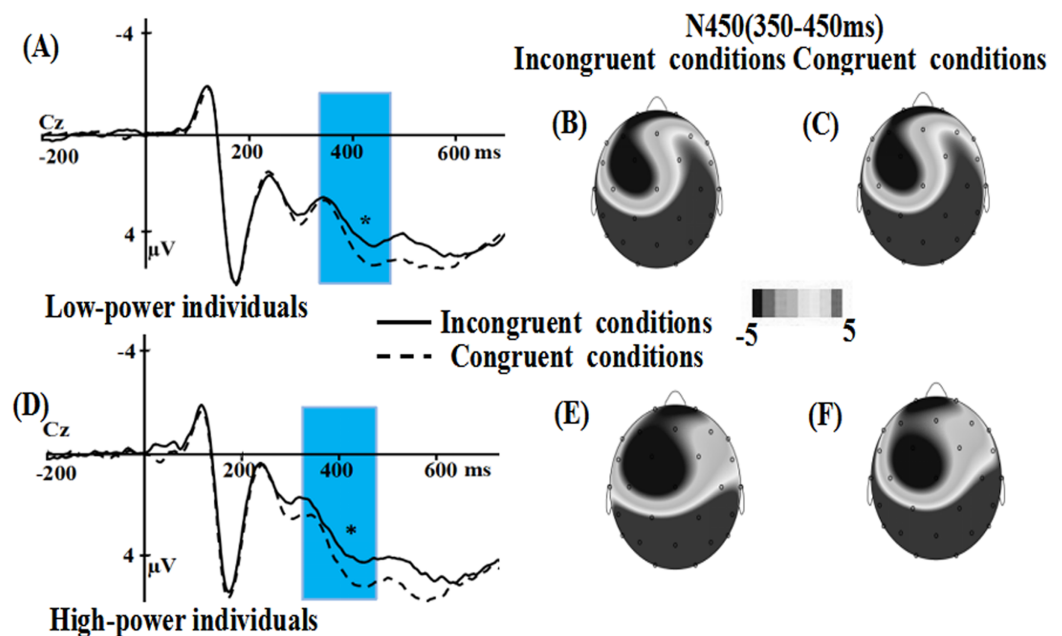 N450(350-450ms)
Incongruent conditions Congruent conditions
(A)
-4
Cz
-200
200
400
600 ms
*
4
µV
Low-power individuals
(B)
(C)
-5
5
Incongruent conditions
Congruent conditions
(D)
-4
Cz
-200
200
400
600
*
4
µV
High-power individuals
(E)
(F)